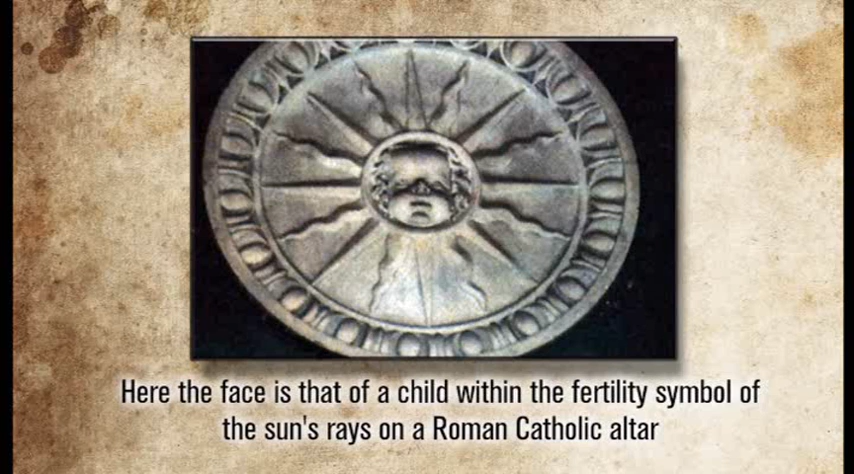 Here the face is that of a child within the fertility symbol of
the sun's rays on a Roman Catholic altar